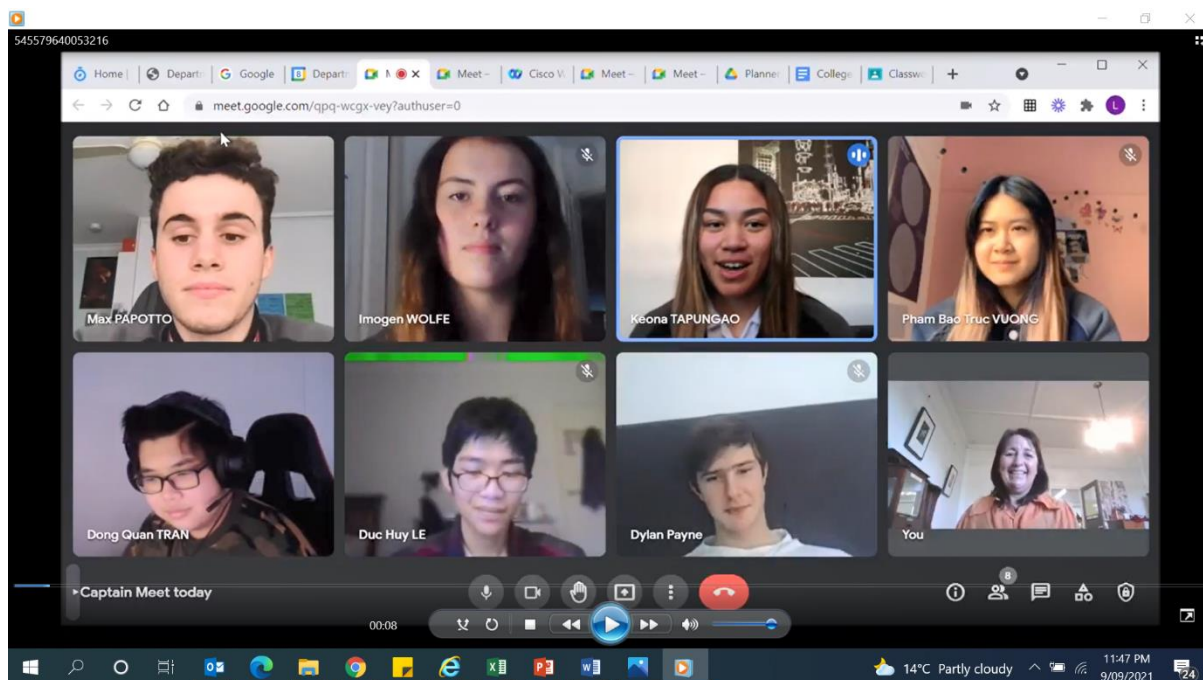 545579640053216
Home
Departr
Google
Departr
Meet –
Cisco W
Meet –
Meet –
Planner
College
Classwo
meet.google.com/qpq-wcgx-vey?authuser=0
L
Max PAPOTTO
Imogen WOLFE
Keona TAPUNGAO
Pham Bao Truc VUONG
Dong Quan TRAN
Duc Huy LE
Dylan Payne
You
Captain Meet today
8
00:08
14°C Partly cloudy
11:47 PM
9/09/2021
24